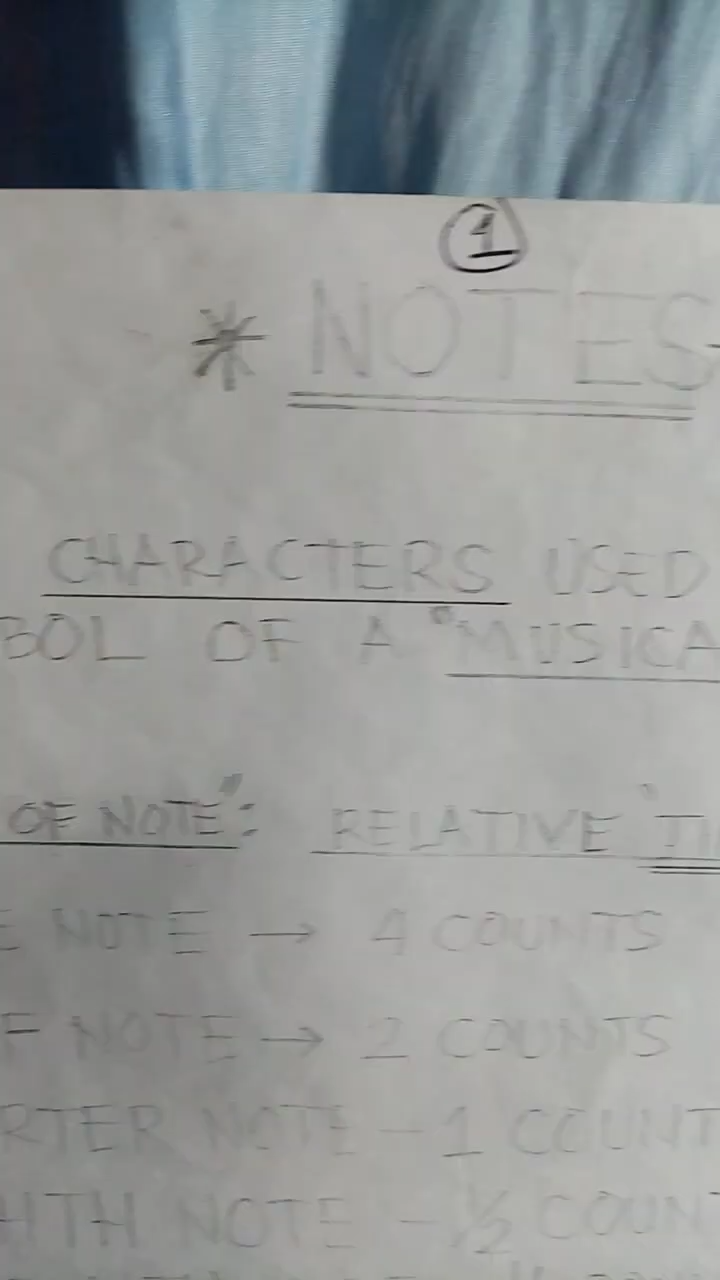 1
* NOTES
CHARACTERS USED
BOL OF A "MUSICA
OF NOTE": RELATIVE "TI
E NOTE → 4 COUNTS
F NOTE → 2 COUNTS
RTER NOTE - 1 COUNT
HTH NOTE - 1/2 COUN